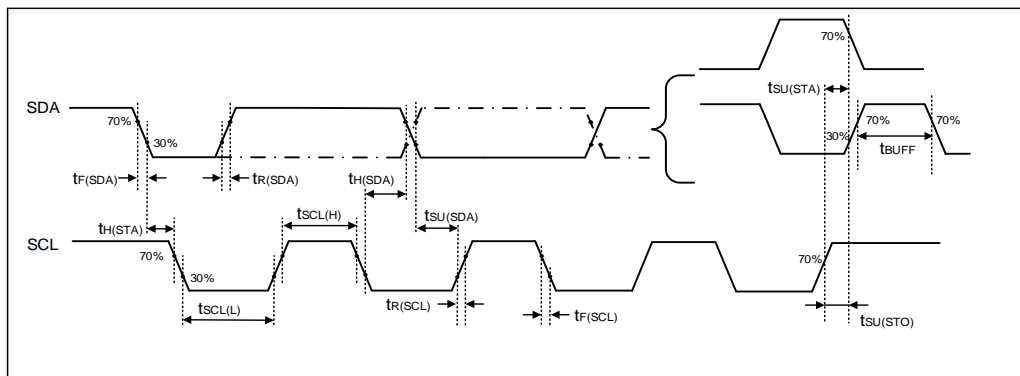 70%
tSU(STA)
SDA
70%
30%
30%
70%
70%
tBUFF
tF(SDA)
tR(SDA)
tH(SDA)
tH(STA)
tSCL(H)
tSU(SDA)
SCL
70%
30%
70%
tSCL(L)
tR(SCL)
tF(SCL)
tSU(STO)